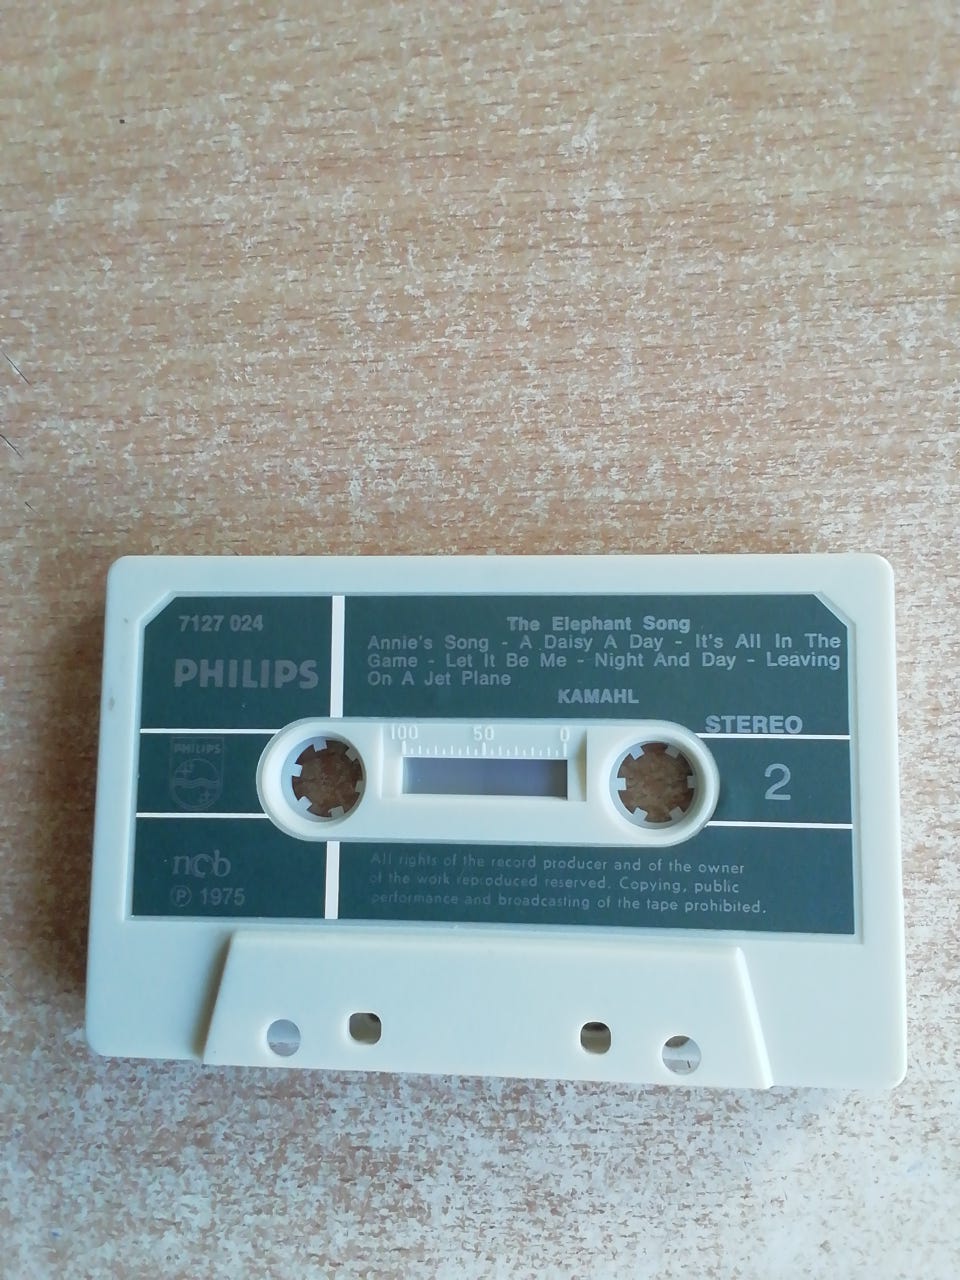 7127 024
PHILIPS
The Elephant Song
Annie's Song - A Daisy A Day - It's All In The
Game - Let It Be Me - Night And Day - Leaving
On A Jet Plane
KAMAHL
STEREO
100 50 0
PHILIPS
2
ncb
Ⓟ 1975
All rights of the record producer and of the owner
of the work reproduced reserved. Copying, public
performance and broadcasting of the tape prohibited.